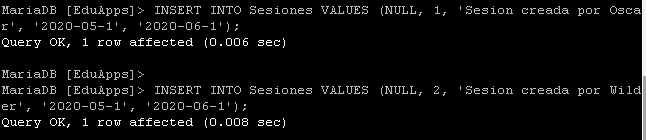 MariaDB [EduApps]> INSERT INTO Sesiones VALUES (NULL, 1, 'Sesion creada por Osca
r', '2020-05-1', '2020-06-1');
Query OK, 1 row affected (0.006 sec)
MariaDB [EduApps]>
MariaDB [EduApps]> INSERT INTO Sesiones VALUES (NULL, 2, 'Sesion creada por Wild
er', '2020-05-1', '2020-06-1');
Query OK, 1 row affected (0.008 sec)